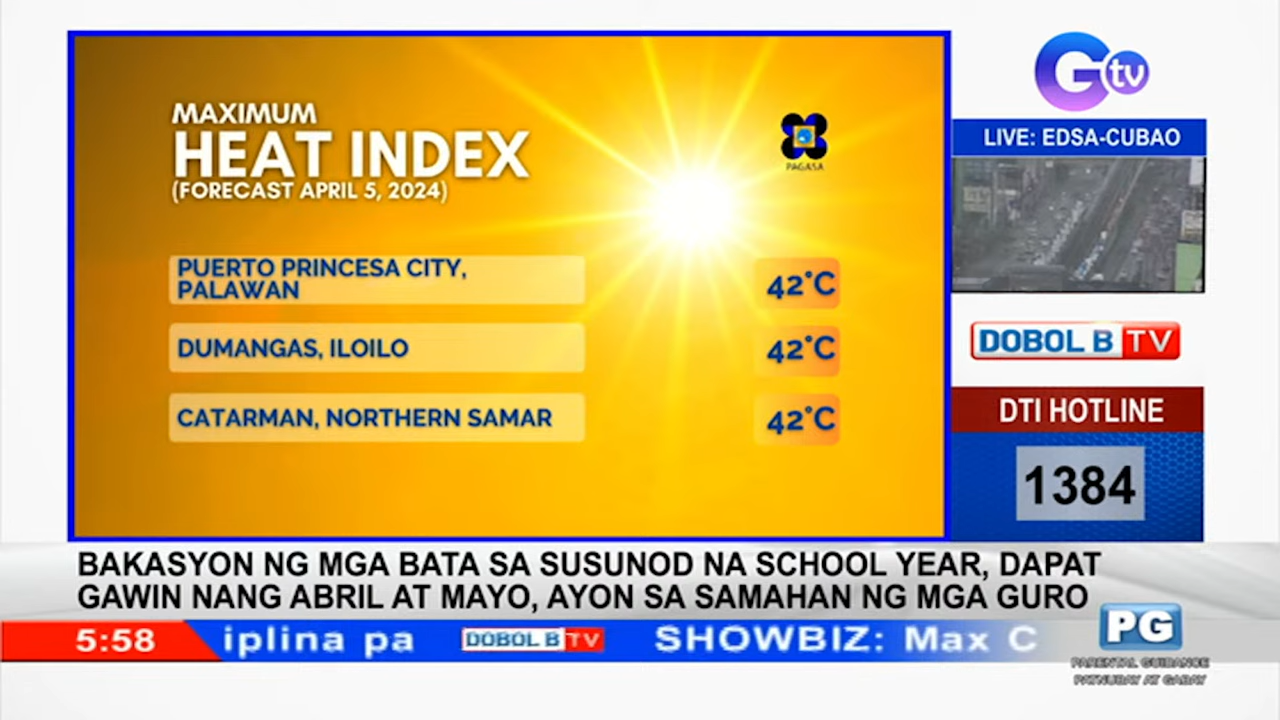 MAXIMUM
HEAT INDEX
(FORECAST APRIL 5, 2024)
PAGASA
PUERTO PRINCESA CITY,
PALAWAN
42°C
DUMANGAS, ILOILO
42°C
CATARMAN, NORTHERN SAMAR
42°C
Gtv
LIVE: EDSA-CUBAO
DOBOL B TV
DTI HOTLINE
1384
BAKASYON NG MGA BATA SA SUSUNOD NA SCHOOL YEAR, DAPAT
GAWIN NANG ABRIL AT MAYO, AYON SA SAMAHAN NG MGA GURO
5:58 iplina pa DOBOL B TV SHOWBIZ: Max C
PG
PARENTAL GUIDANCE
PATNUBAY AT GABAY